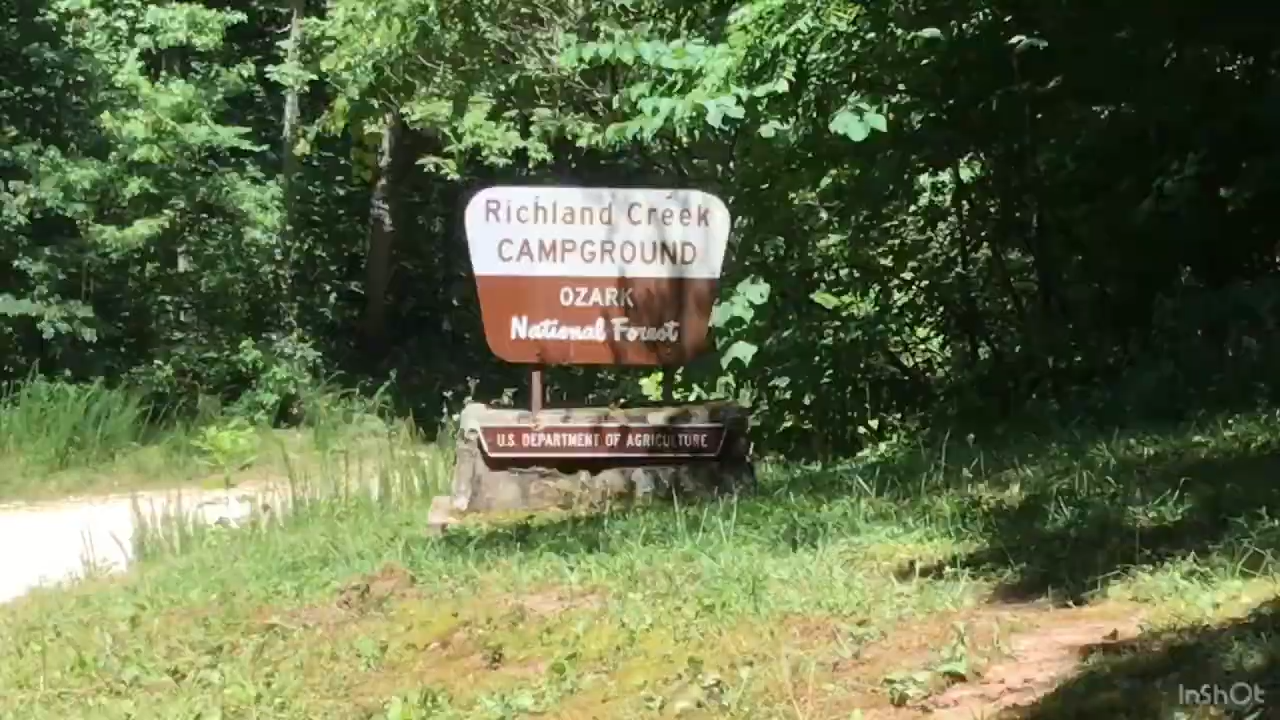 Richland Creek
CAMPGROUND
OZARK
National Forest
U.S. DEPARTMENT OF AGRICULTURE
InShOt